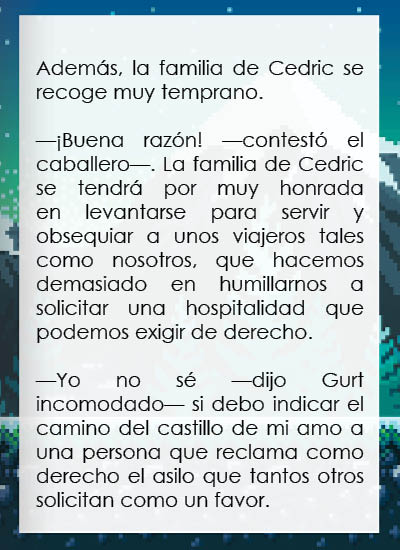 Además, la familia de Cedric se
recoge muy temprano.
—¡Buena razón! —contestó el
caballero—. La familia de Cedric
se tendrá por muy honrada
en levantarse para servir y
obsequiar a unos viajeros tales
como nosotros, que hacemos
demasiado en humillarnos a
solicitar una hospitalidad que
podemos exigir de derecho.
—Yo no sé —dijo Gurt
incomodado— si debo indicar el
camino del castillo de mi amo a
una persona que reclama como
derecho el asilo que tantos otros
solicitan como un favor.